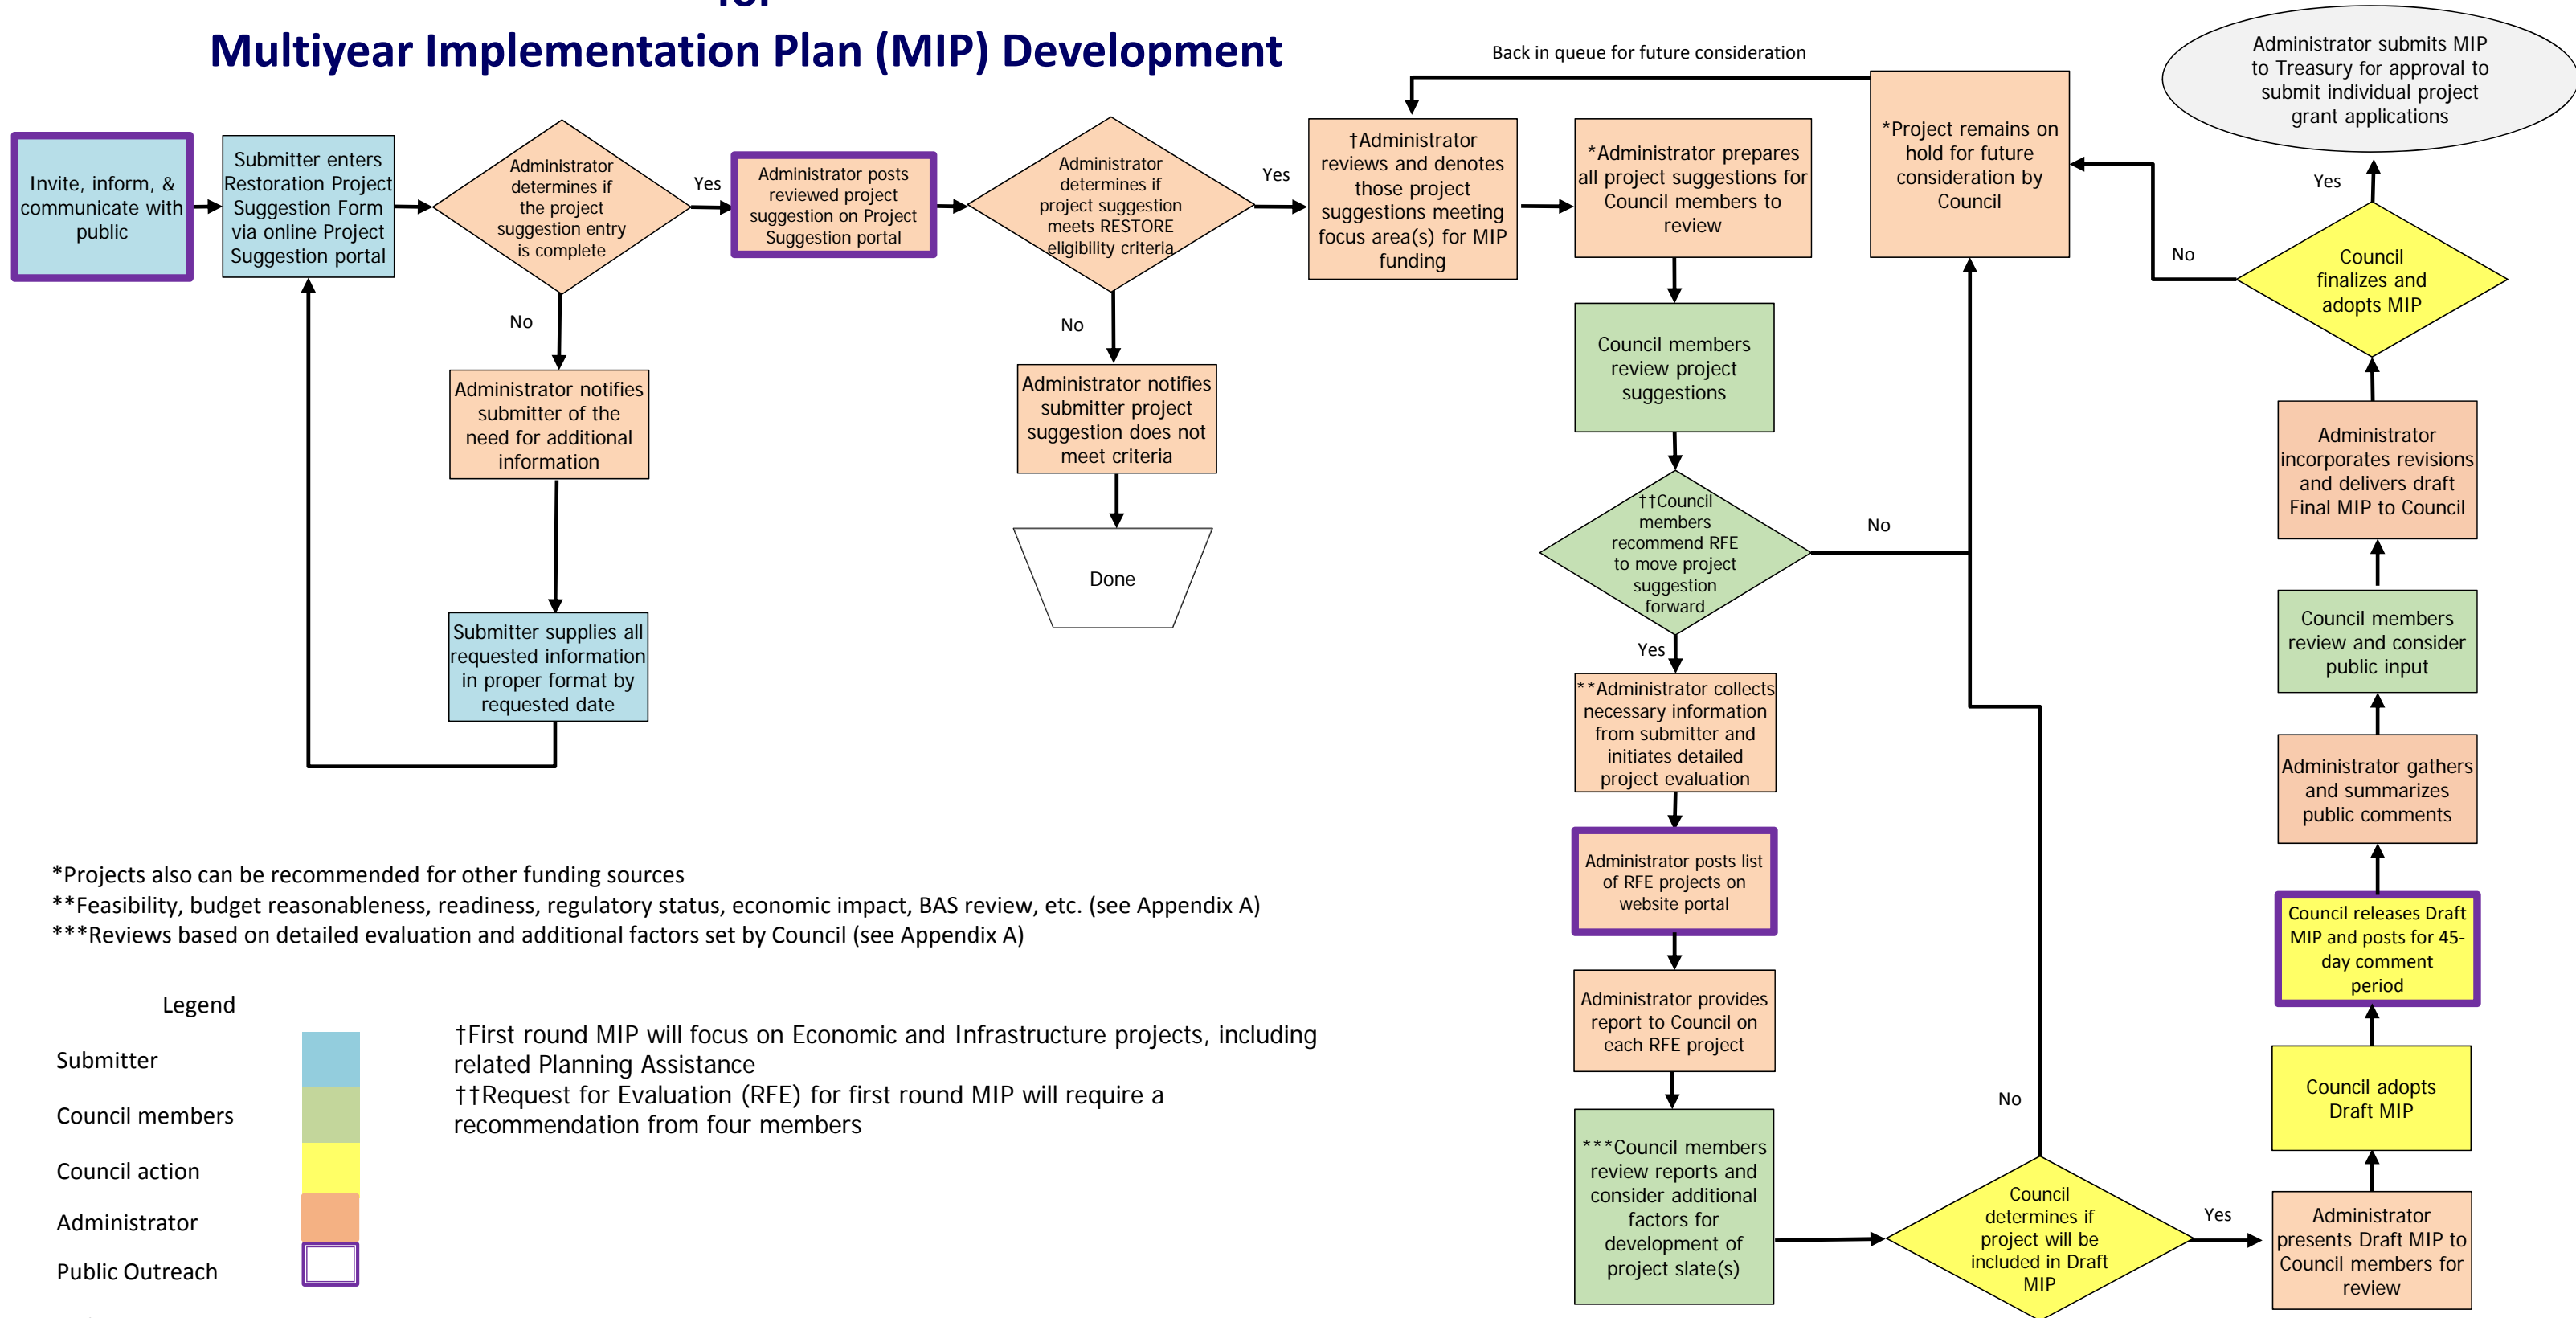 for
Multiyear Implementation Plan (MIP) Development
Invite, inform, &
communicate with
public
Submitter enters
Restoration Project
Suggestion Form
via online Project
Suggestion portal
Administrator
determines if
the project
suggestion entry
is complete
Yes
No
Administrator notifies
submitter of the
need for additional
information
Submitter supplies all
requested information
in proper format by
requested date
Administrator posts
reviewed project
suggestion on Project
Suggestion portal
Administrator
determines if
project suggestion
meets RESTORE
eligibility criteria
Yes
No
Administrator notifies
submitter project
suggestion does not
meet criteria
Done
Back in queue for future consideration
†Administrator
reviews and denotes
those project
suggestions meeting
focus area(s) for MIP
funding
*Administrator prepares
all project suggestions for
Council members to
review
Council members
review project
suggestions
††Council
members
recommend RFE
to move project
suggestion
forward
No
Yes
**Administrator collects
necessary information
from submitter and
initiates detailed
project evaluation
Administrator posts list
of RFE projects on
website portal
Administrator provides
report to Council on
each RFE project
***Council members
review reports and
consider additional
factors for
development of
project slate(s)
*Project remains on
hold for future
consideration by
Council
No
Council
determines if
project will be
included in Draft
MIP
Yes
Administrator
presents Draft MIP to
Council members for
review
Council adopts
Draft MIP
Council releases Draft
MIP and posts for 45-
day comment
period
Administrator gathers
and summarizes
public comments
Council members
review and consider
public input
Administrator
incorporates revisions
and delivers draft
Final MIP to Council
Council
finalizes and
adopts MIP
No
Yes
Administrator submits MIP
to Treasury for approval to
submit individual project
grant applications
*Projects also can be recommended for other funding sources
**Feasibility, budget reasonableness, readiness, regulatory status, economic impact, BAS review, etc. (see Appendix A)
***Reviews based on detailed evaluation and additional factors set by Council (see Appendix A)
Legend
Submitter
Council members
Council action
Administrator
Public Outreach
†First round MIP will focus on Economic and Infrastructure projects, including
related Planning Assistance
††Request for Evaluation (RFE) for first round MIP will require a
recommendation from four members